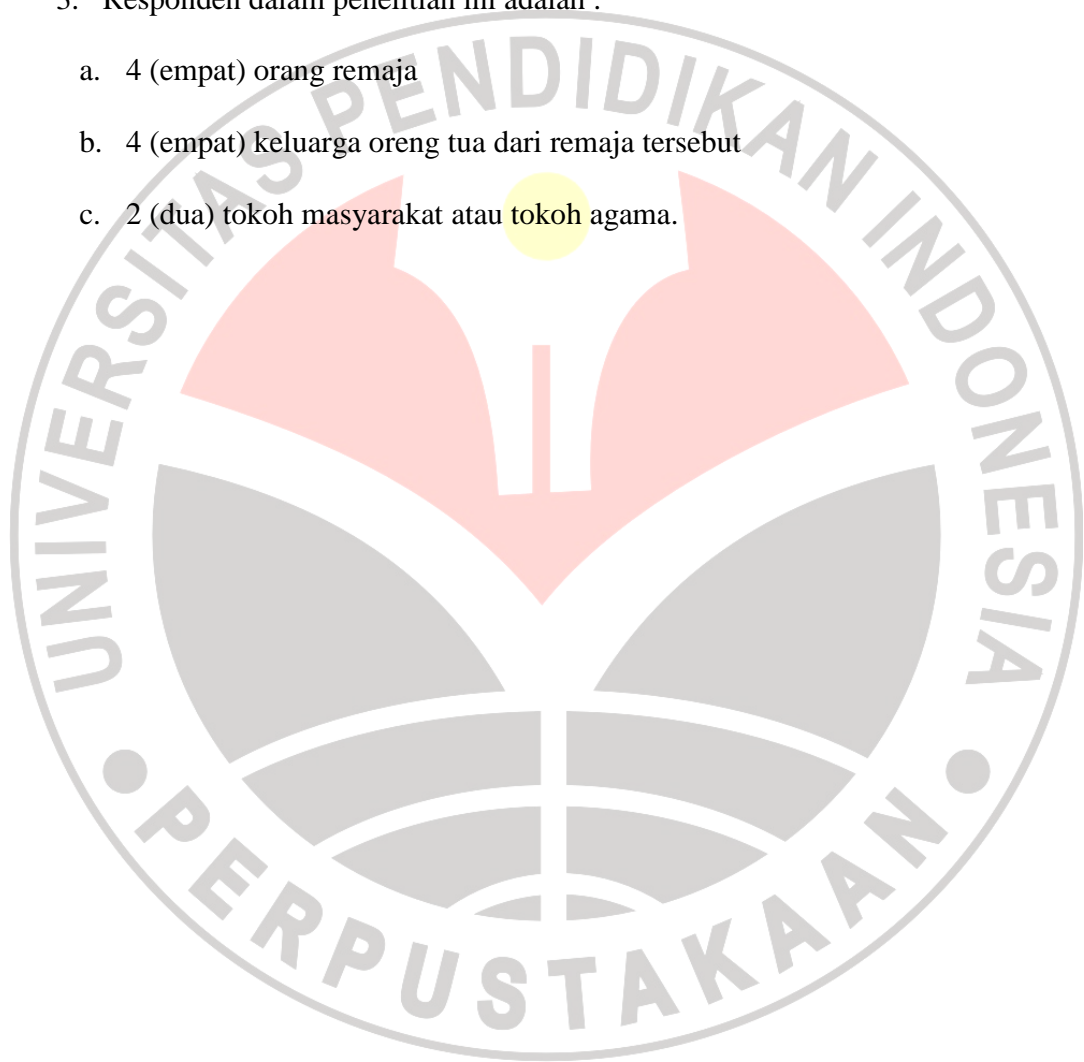 3. Responden dalam penelitian ini adalah :
a. 4 (empat) orang remaja
b. 4 (empat) keluarga oreng tua dari remaja tersebut
c. 2 (dua) tokoh masyarakat atau tokoh agama.
UNIVERSITAS PENDIDIKAN INDONESIA
PERPUSTAKAAN